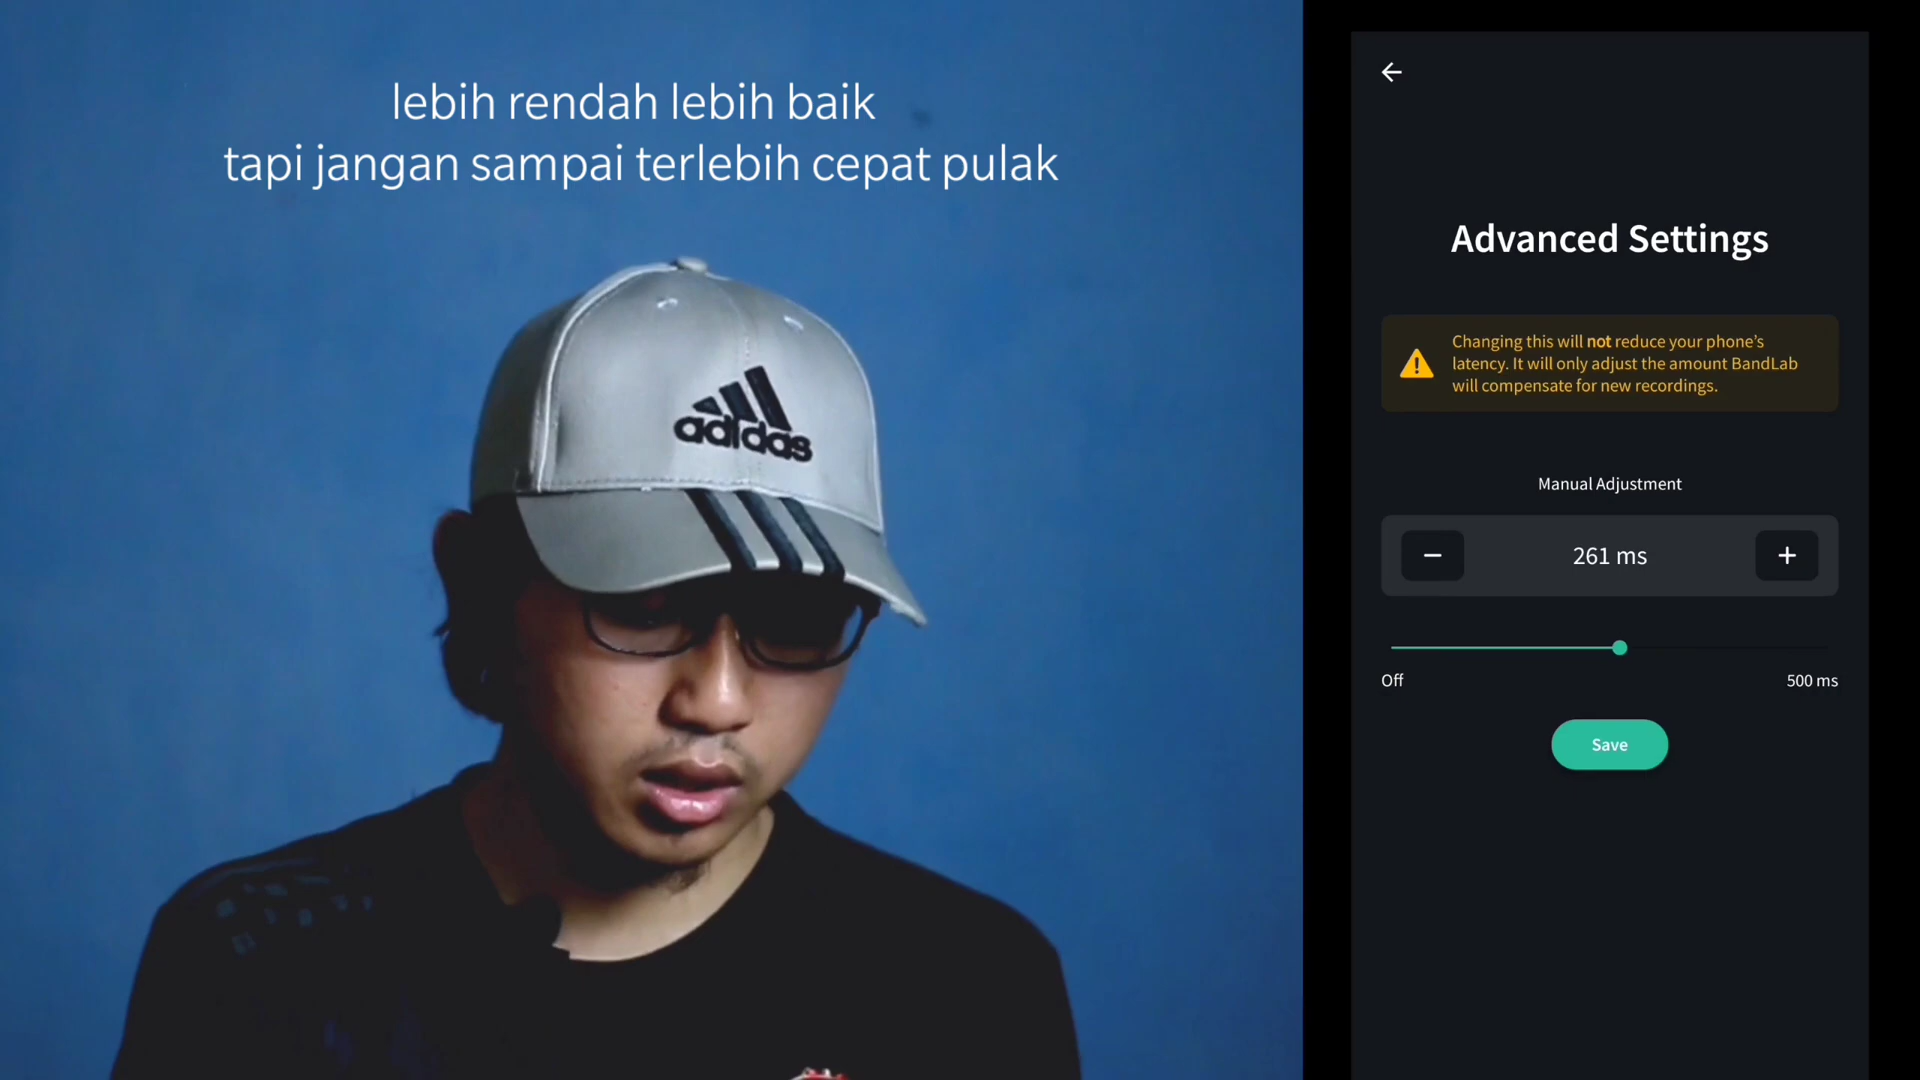 lebih rendah lebih baik
tapi jangan sampai terlebih cepat pulak
adidas
Advanced Settings
Changing this will not reduce your phone's
latency. It will only adjust the amount BandLab
will compensate for new recordings.
Manual Adjustment
− 261 ms +
Off 500 ms
Save